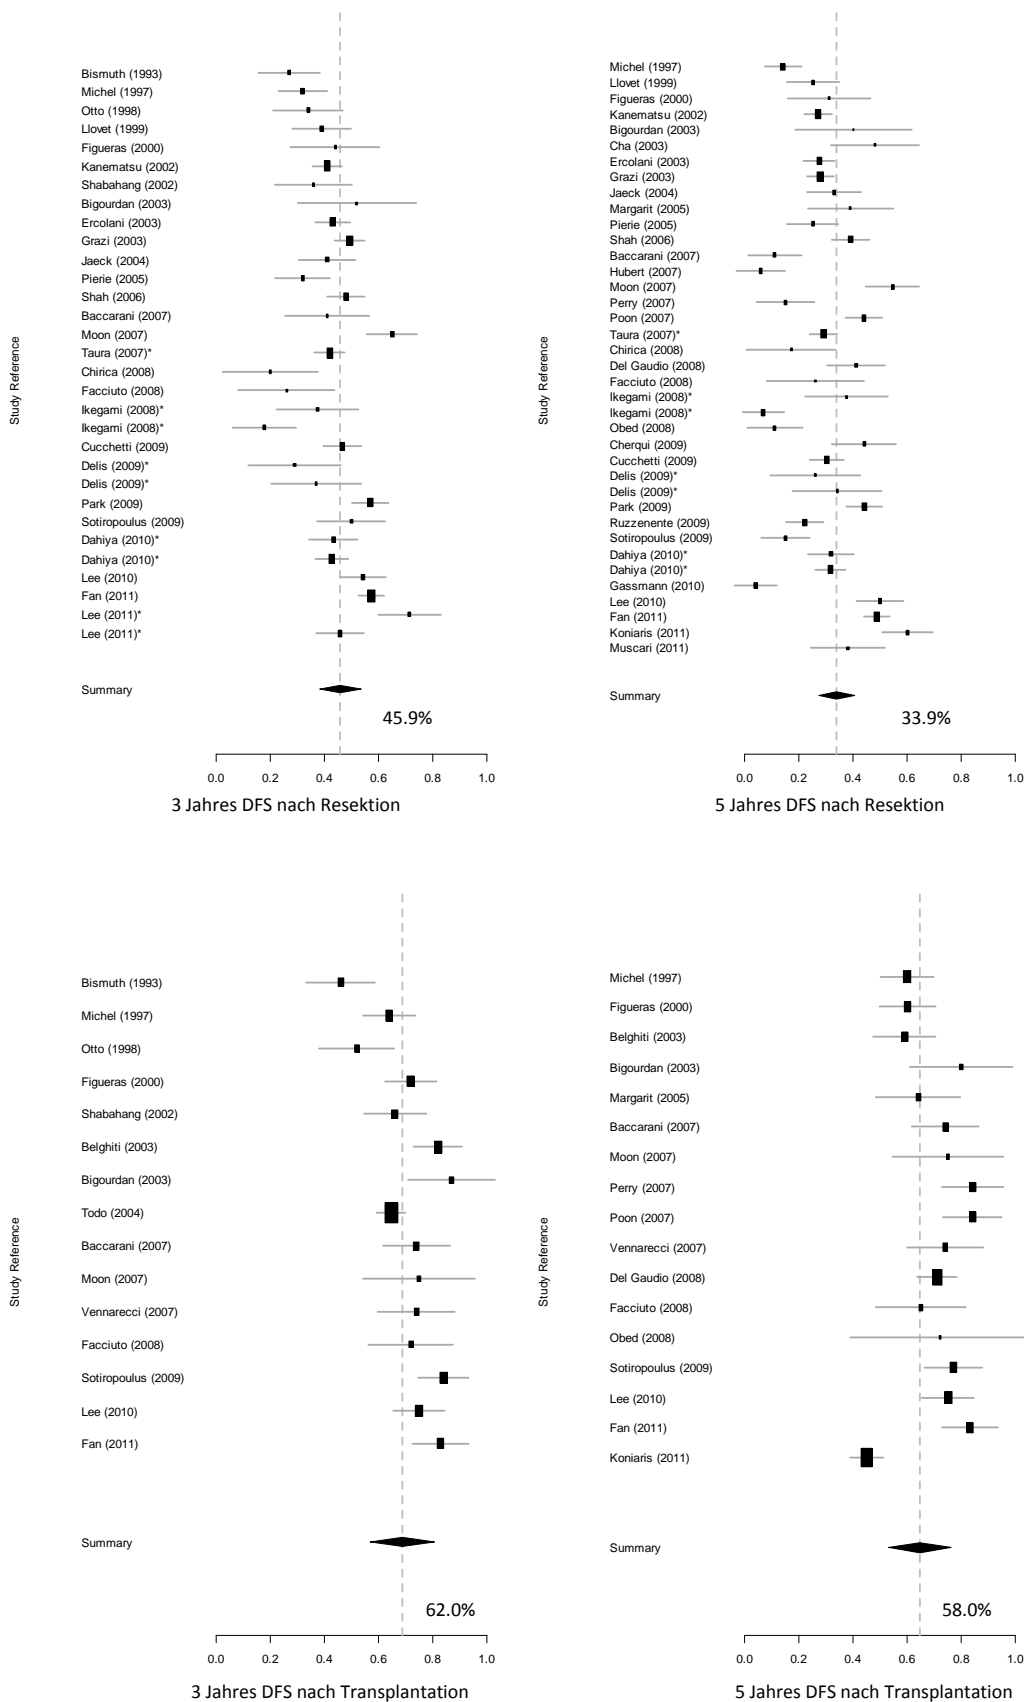 Study Reference
Bismuth (1993)
Michel (1997)
Otto (1998)
Llovet (1999)
Figueras (2000)
Kanematsu (2002)
Shabahang (2002)
Bigourdan (2003)
Ercolani (2003)
Grazi (2003)
Jaeck (2004)
Pierie (2005)
Shah (2006)
Baccarani (2007)
Moon (2007)
Taura (2007)*
Chirica (2008)
Facciuto (2008)
Ikegami (2008)*
Ikegami (2008)*
Cucchetti (2009)
Delis (2009)*
Delis (2009)*
Park (2009)
Sotiropoulus (2009)
Dahiya (2010)*
Dahiya (2010)*
Lee (2010)
Fan (2011)
Lee (2011)*
Lee (2011)*
Summary
45.9%
0.0 0.2 0.4 0.6 0.8 1.0
3 Jahres DFS nach Resektion
Study Reference
Michel (1997)
Llovet (1999)
Figueras (2000)
Kanematsu (2002)
Bigourdan (2003)
Cha (2003)
Ercolani (2003)
Grazi (2003)
Jaeck (2004)
Margarit (2005)
Pierie (2005)
Shah (2006)
Baccarani (2007)
Hubert (2007)
Moon (2007)
Perry (2007)
Poon (2007)
Taura (2007)*
Chirica (2008)
Del Gaudio (2008)
Facciuto (2008)
Ikegami (2008)*
Ikegami (2008)*
Obed (2008)
Cherqui (2009)
Cucchetti (2009)
Delis (2009)*
Delis (2009)*
Park (2009)
Ruzzenente (2009)
Sotiropoulus (2009)
Dahiya (2010)*
Dahiya (2010)*
Gassmann (2010)
Lee (2010)
Fan (2011)
Koniaris (2011)
Muscari (2011)
Summary
33.9%
0.0 0.2 0.4 0.6 0.8 1.0
5 Jahres DFS nach Resektion
Study Reference
Bismuth (1993)
Michel (1997)
Otto (1998)
Figueras (2000)
Shabahang (2002)
Belghiti (2003)
Bigourdan (2003)
Todo (2004)
Baccarani (2007)
Moon (2007)
Vennarecci (2007)
Facciuto (2008)
Sotiropoulus (2009)
Lee (2010)
Fan (2011)
Summary
62.0%
0.0 0.2 0.4 0.6 0.8 1.0
3 Jahres DFS nach Transplantation
Study Reference
Michel (1997)
Figueras (2000)
Belghiti (2003)
Bigourdan (2003)
Margarit (2005)
Baccarani (2007)
Moon (2007)
Perry (2007)
Poon (2007)
Vennarecci (2007)
Del Gaudio (2008)
Facciuto (2008)
Obed (2008)
Sotiropoulus (2009)
Lee (2010)
Fan (2011)
Koniaris (2011)
Summary
58.0%
0.0 0.2 0.4 0.6 0.8 1.0
5 Jahres DFS nach Transplantation